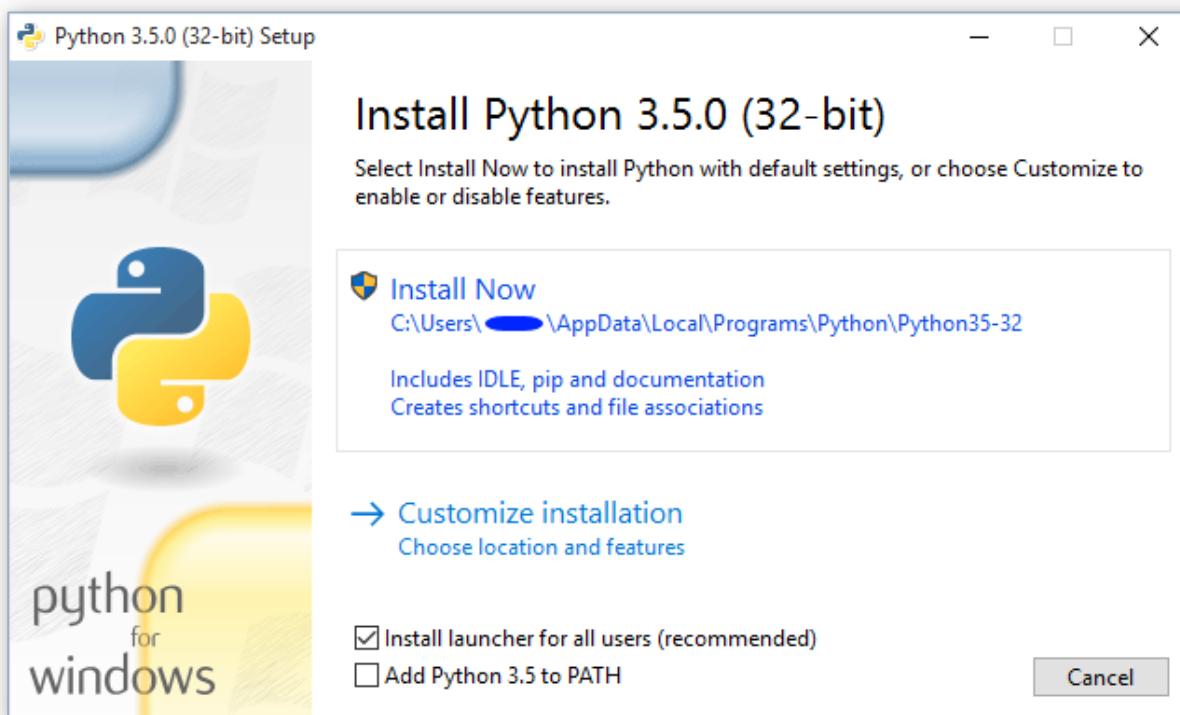 Python 3.5.0 (32-bit) Setup
Install Python 3.5.0 (32-bit)
Select Install Now to install Python with default settings, or choose Customize to
enable or disable features.
Install Now
C:\Users\ \AppData\Local\Programs\Python\Python35-32
Includes IDLE, pip and documentation
Creates shortcuts and file associations
Customize installation
Choose location and features
python
for
windows
Install launcher for all users (recommended)
Add Python 3.5 to PATH
Cancel